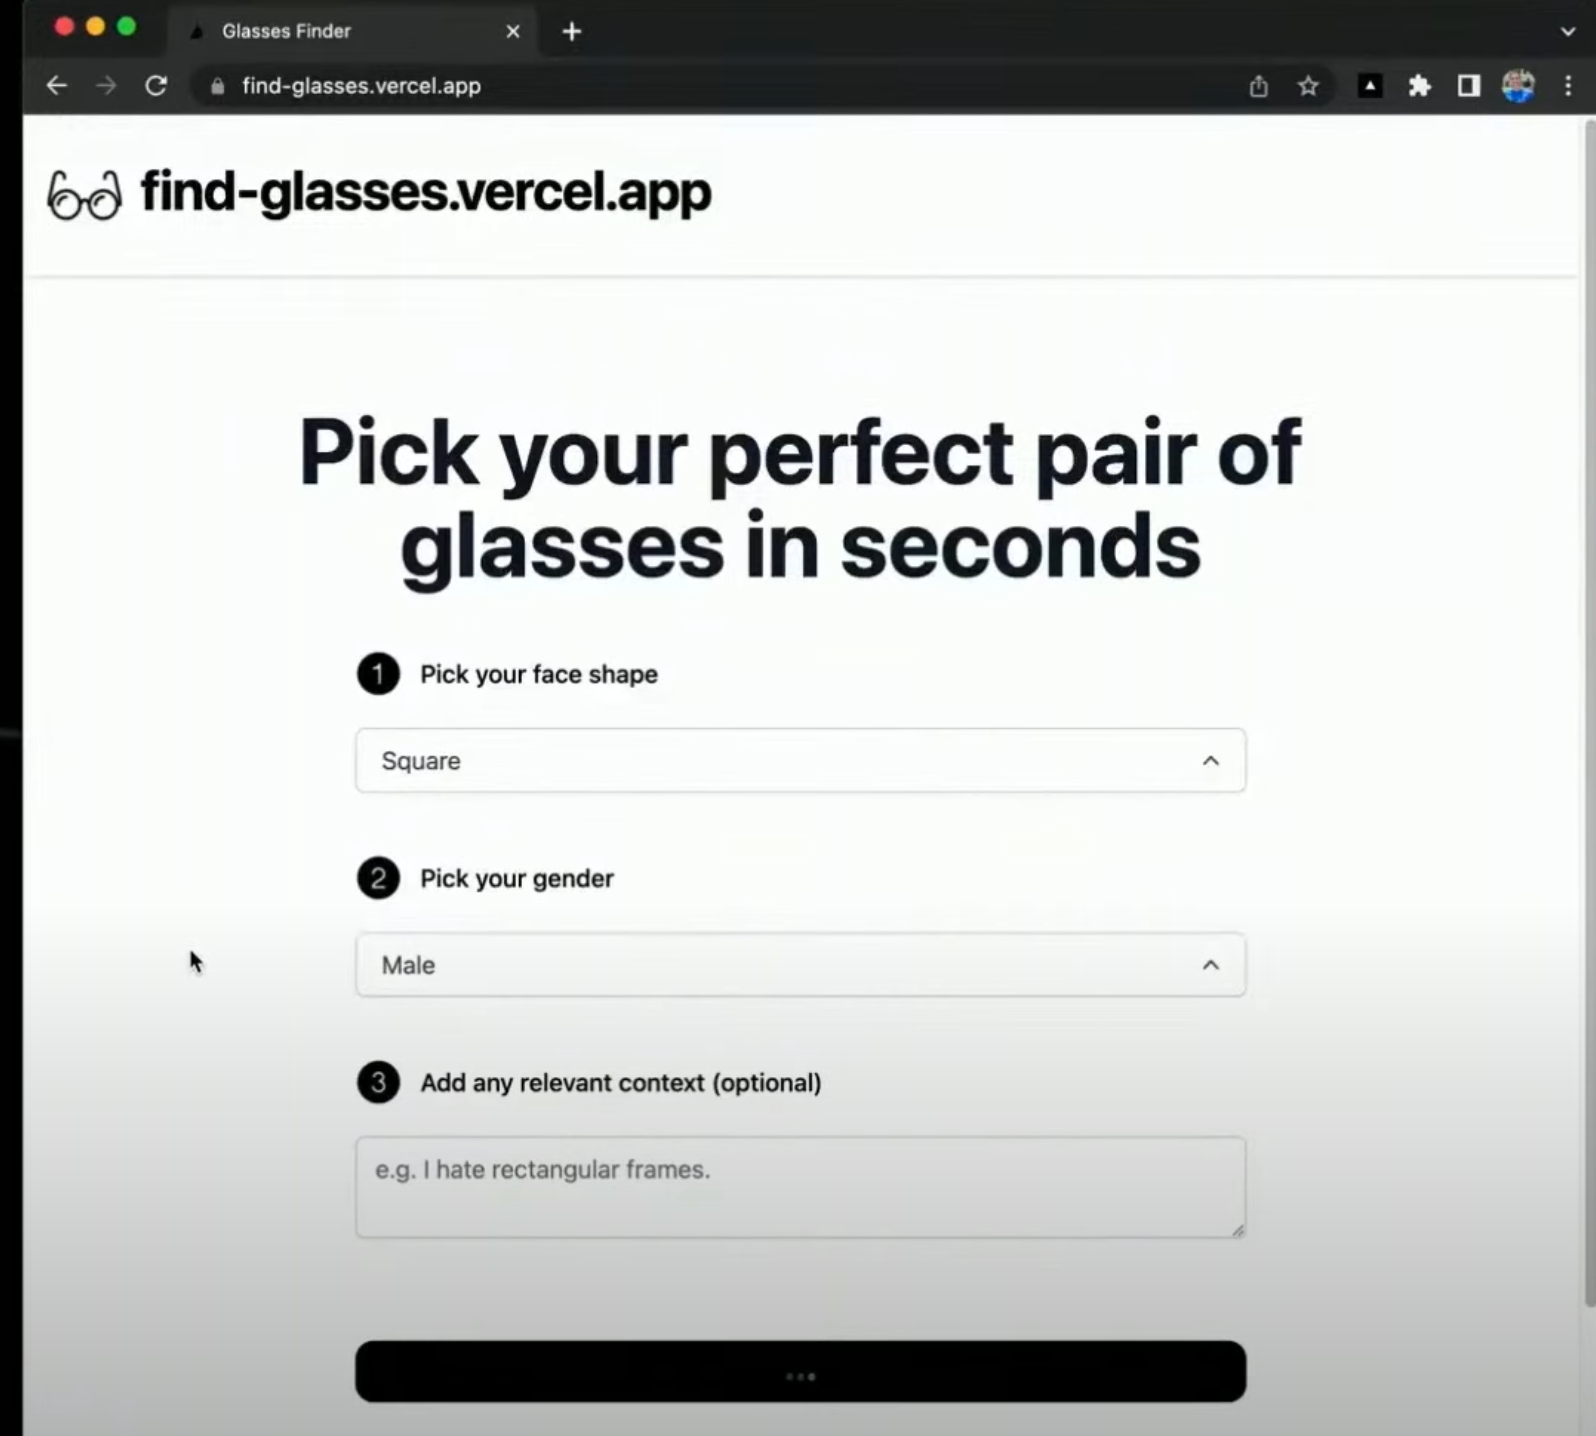 Glasses Finder
find-glasses.vercel.app
find-glasses.vercel.app
Pick your perfect pair of
glasses in seconds
1 Pick your face shape
Square
2 Pick your gender
Male
3 Add any relevant context (optional)
e.g. I hate rectangular frames.